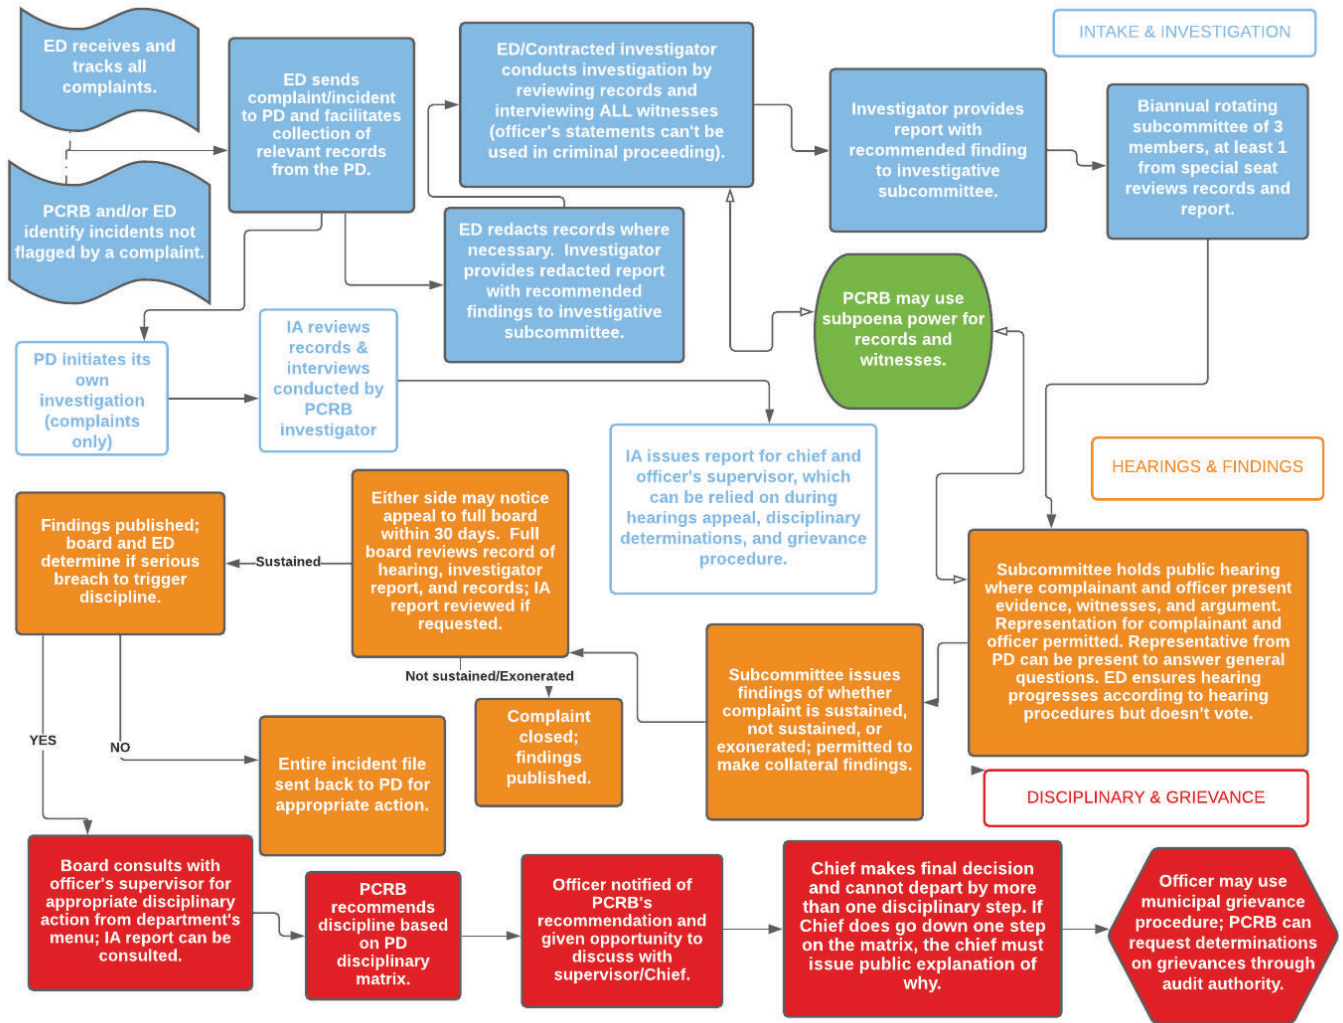 ED receives and
tracks all
complaints.
PCRB and/or ED
identify incidents not
flagged by a complaint.
ED sends
complaint/incident
to PD and facilitates
collection of
relevant records
from the PD.
ED/Contracted investigator
conducts investigation by
reviewing records and
interviewing ALL witnesses
(officer's statements can't be
used in criminal proceeding).
INTAKE & INVESTIGATION
Investigator provides
report with
recommended finding
to investigative
subcommittee.
Biannual rotating
subcommittee of 3
members, at least 1
from special seat
reviews records and
report.
ED redacts records where
necessary. Investigator
provides redacted report
with recommended
findings to investigative
subcommittee.
PCRB may use
subpoena power for
records and
witnesses.
PD initiates its
own
investigation
(complaints
only)
IA reviews
records &
interviews
conducted by
PCRB
investigator
IA issues report for chief and
officer's supervisor, which
can be relied on during
hearings appeal, disciplinary
determinations, and grievance
procedure.
HEARINGS & FINDINGS
Findings published;
board and ED
determine if serious
breach to trigger
discipline.
Sustained
Either side may notice
appeal to full board
within 30 days. Full
board reviews record of
hearing, investigator
report, and records; IA
report reviewed if
requested.
Subcommittee holds public hearing
where complainant and officer present
evidence, witnesses, and argument.
Representation for complainant and
officer permitted. Representative from
PD can be present to answer general
questions. ED ensures hearing
progresses according to hearing
procedures but doesn't vote.
Not sustained/Exonerated
Subcommittee issues
findings of whether
complaint is sustained,
not sustained, or
exonerated; permitted to
make collateral findings.
Complaint
closed;
findings
published.
YES
NO
Entire incident file
sent back to PD for
appropriate action.
DISCIPLINARY & GRIEVANCE
Board consults with
officer's supervisor for
appropriate disciplinary
action from department's
menu; IA report can be
consulted.
PCRB
recommends
discipline based
on PD
disciplinary
matrix.
Officer notified of
PCRB's
recommendation and
given opportunity to
discuss with
supervisor/Chief.
Chief makes final decision
and cannot depart by more
than one disciplinary step. If
Chief does go down one step
on the matrix, the chief must
issue public explanation of
why.
Officer may use
municipal grievance
procedure; PCRB can
request determinations
on grievances through
audit authority.